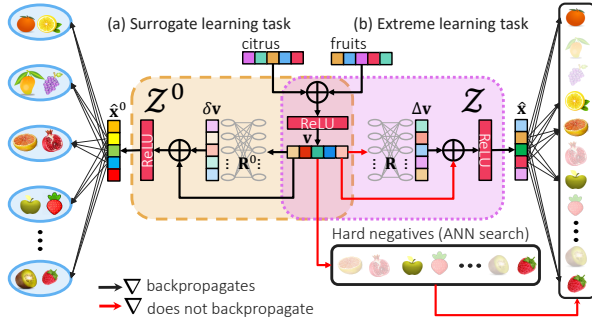 (a) Surrogate learning task
(b) Extreme learning task
citrus
fruits
ReLU
x̂⁰
𝒵⁰
δv
v
Δv
𝒵
x̂
ReLU
⋮ R⁰ ⋮
⋮ R ⋮
ReLU
Hard negatives (ANN search)
∇ backpropagates
∇ does not backpropagate